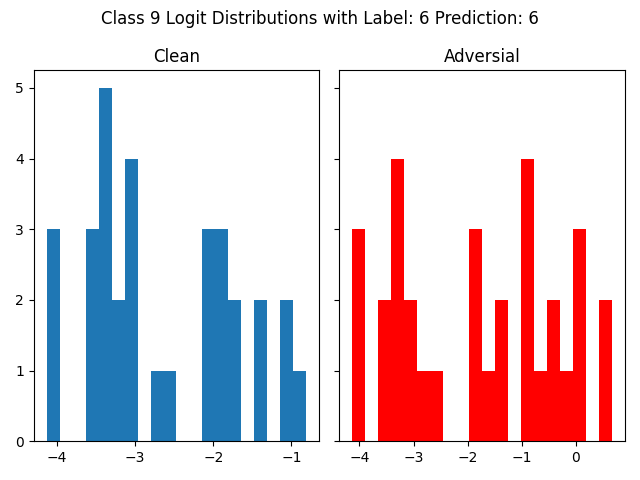 Class 9 Logit Distributions with Label: 6 Prediction: 6
Clean
Adversial
5
4
3
2
1
0
−4 −3 −2 −1
−4 −3 −2 −1 0